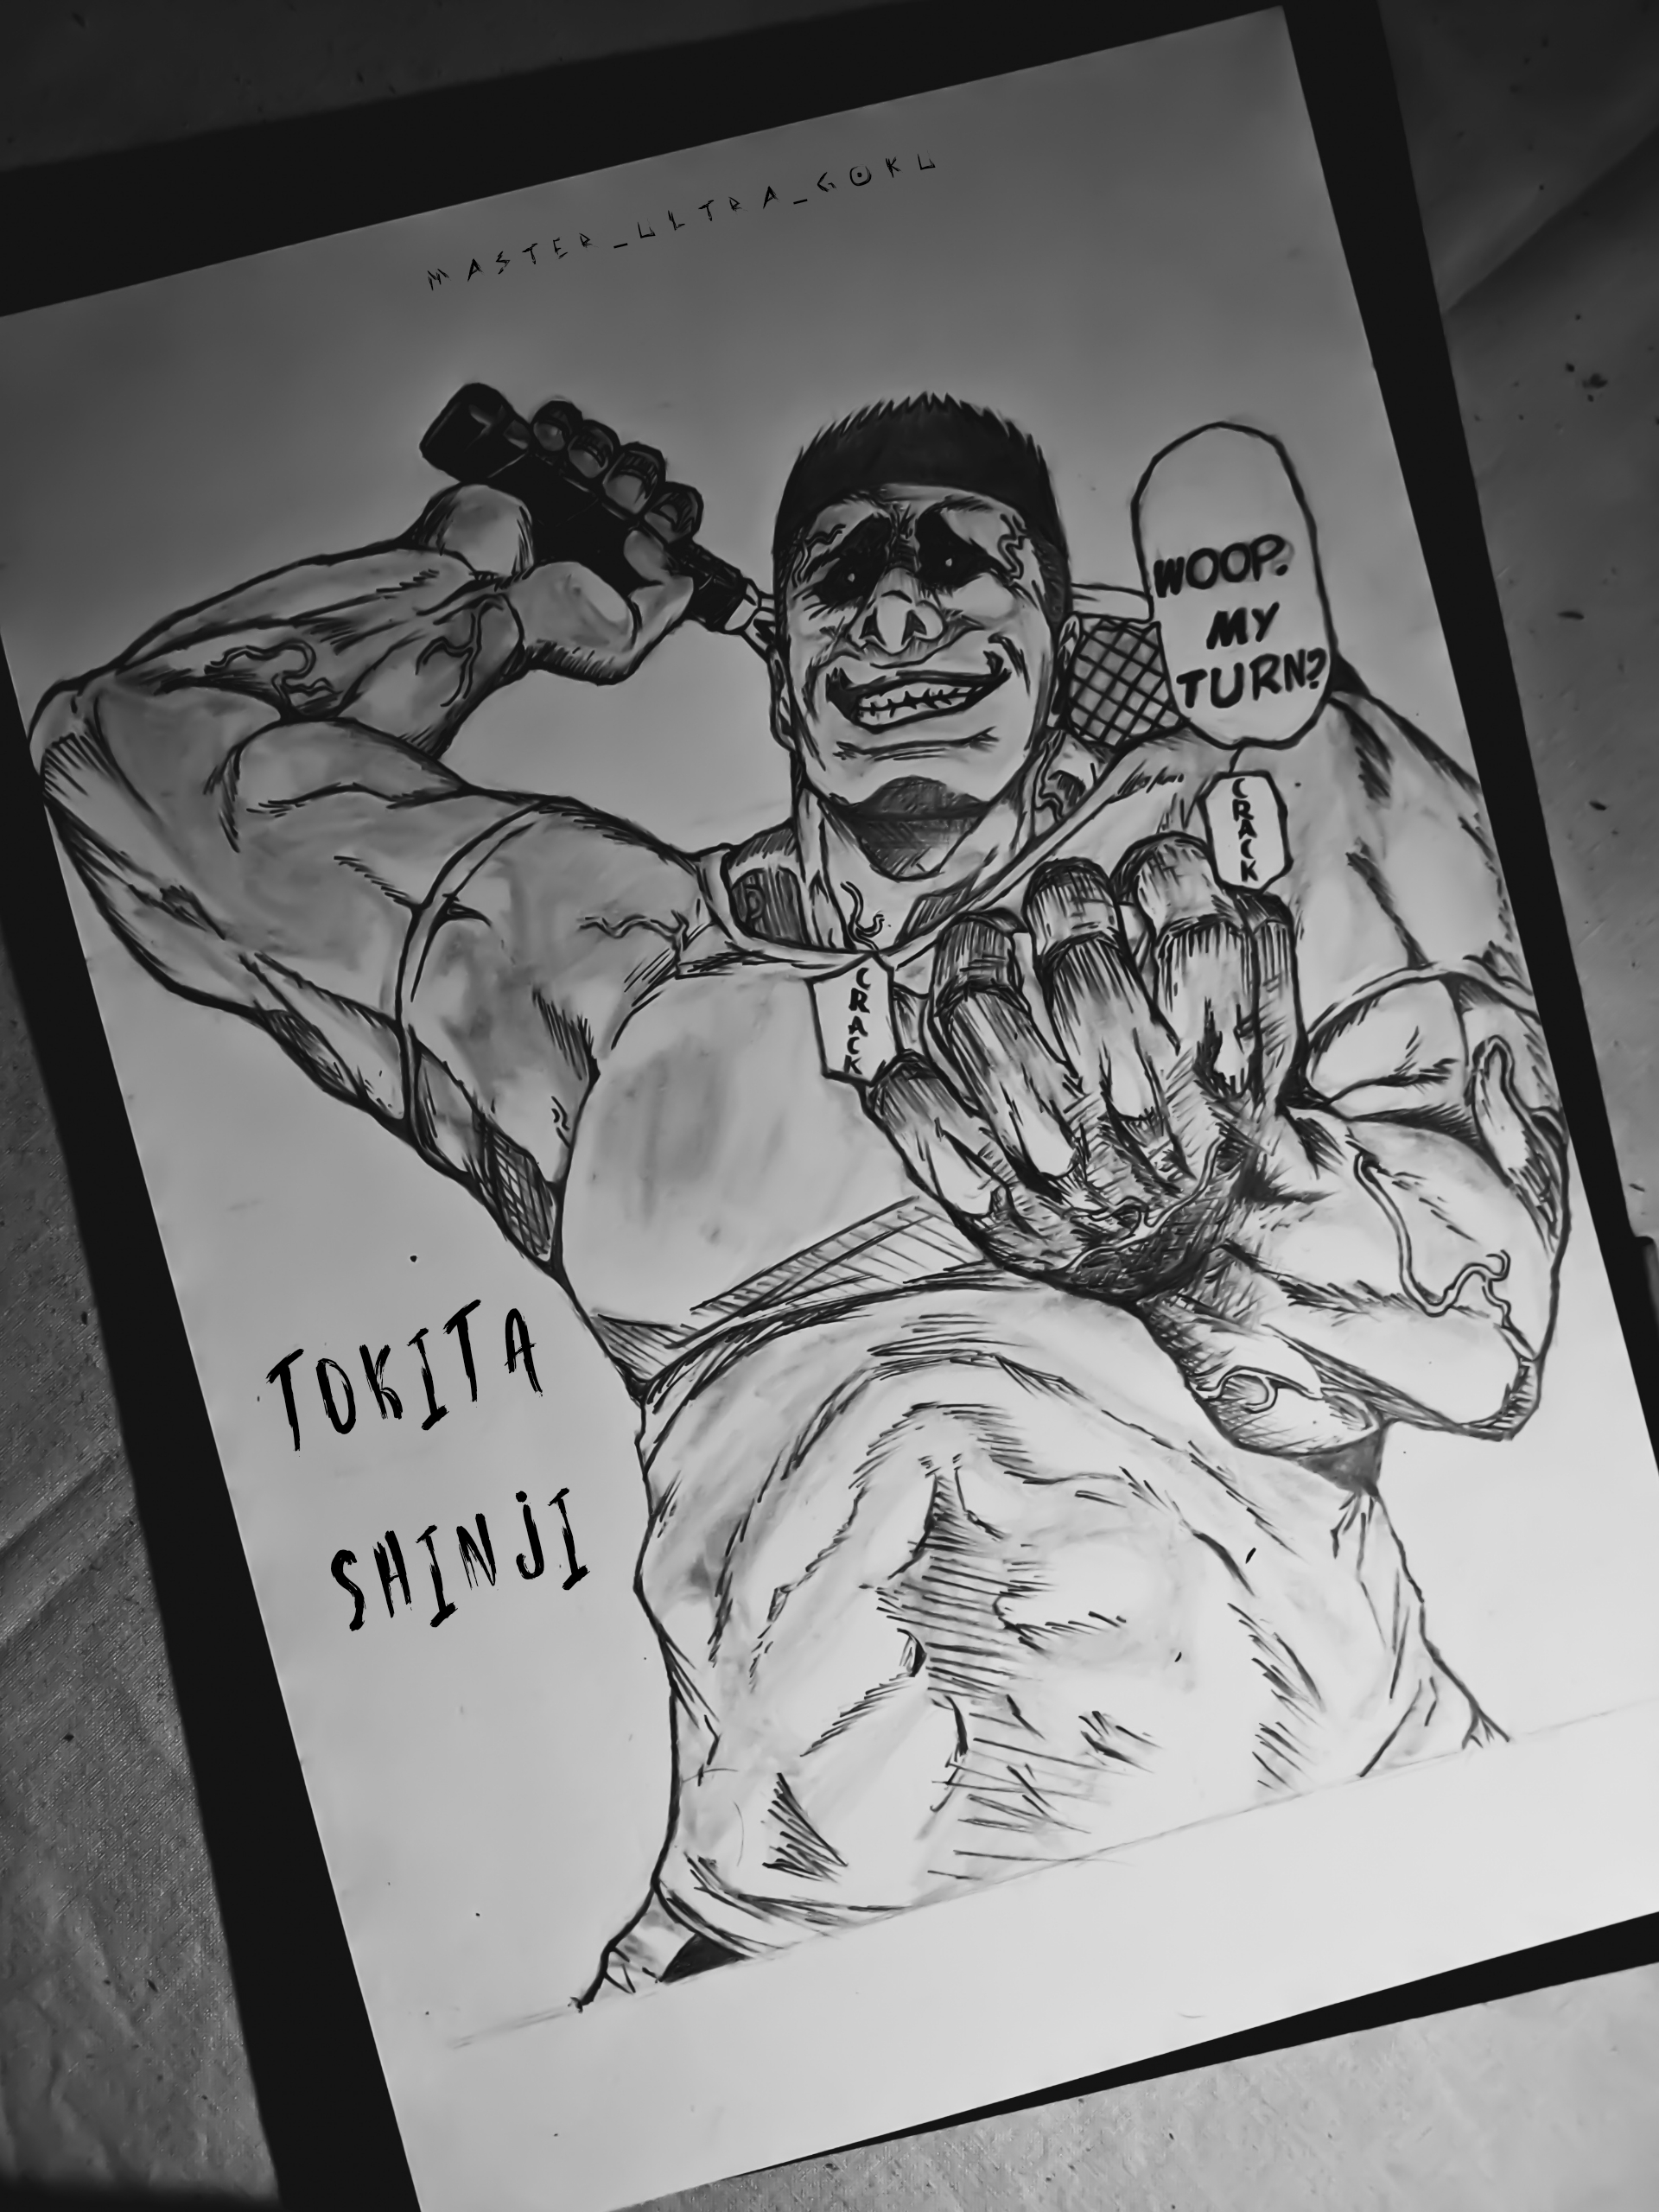 MASTER_ULTRA_GOKU
WOOP.
MY
TURN?
CRACK
CRACK
TOKITA
SHINJI